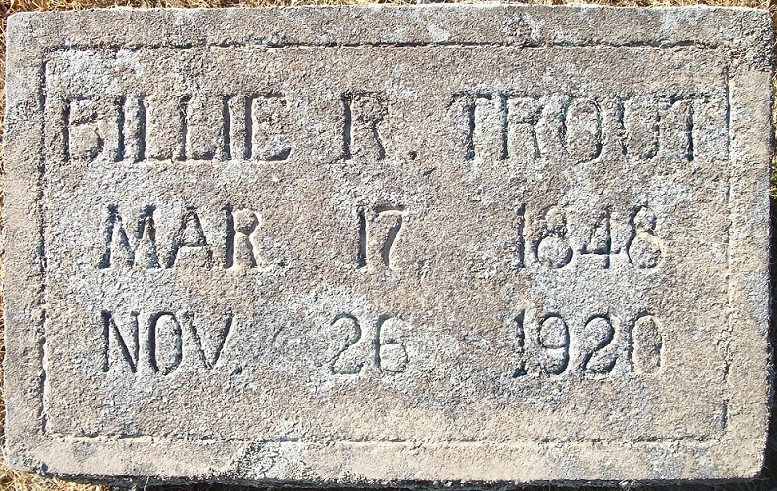 BILLIE R. TROUT
MAR 17 1848
NOV. 26 1920